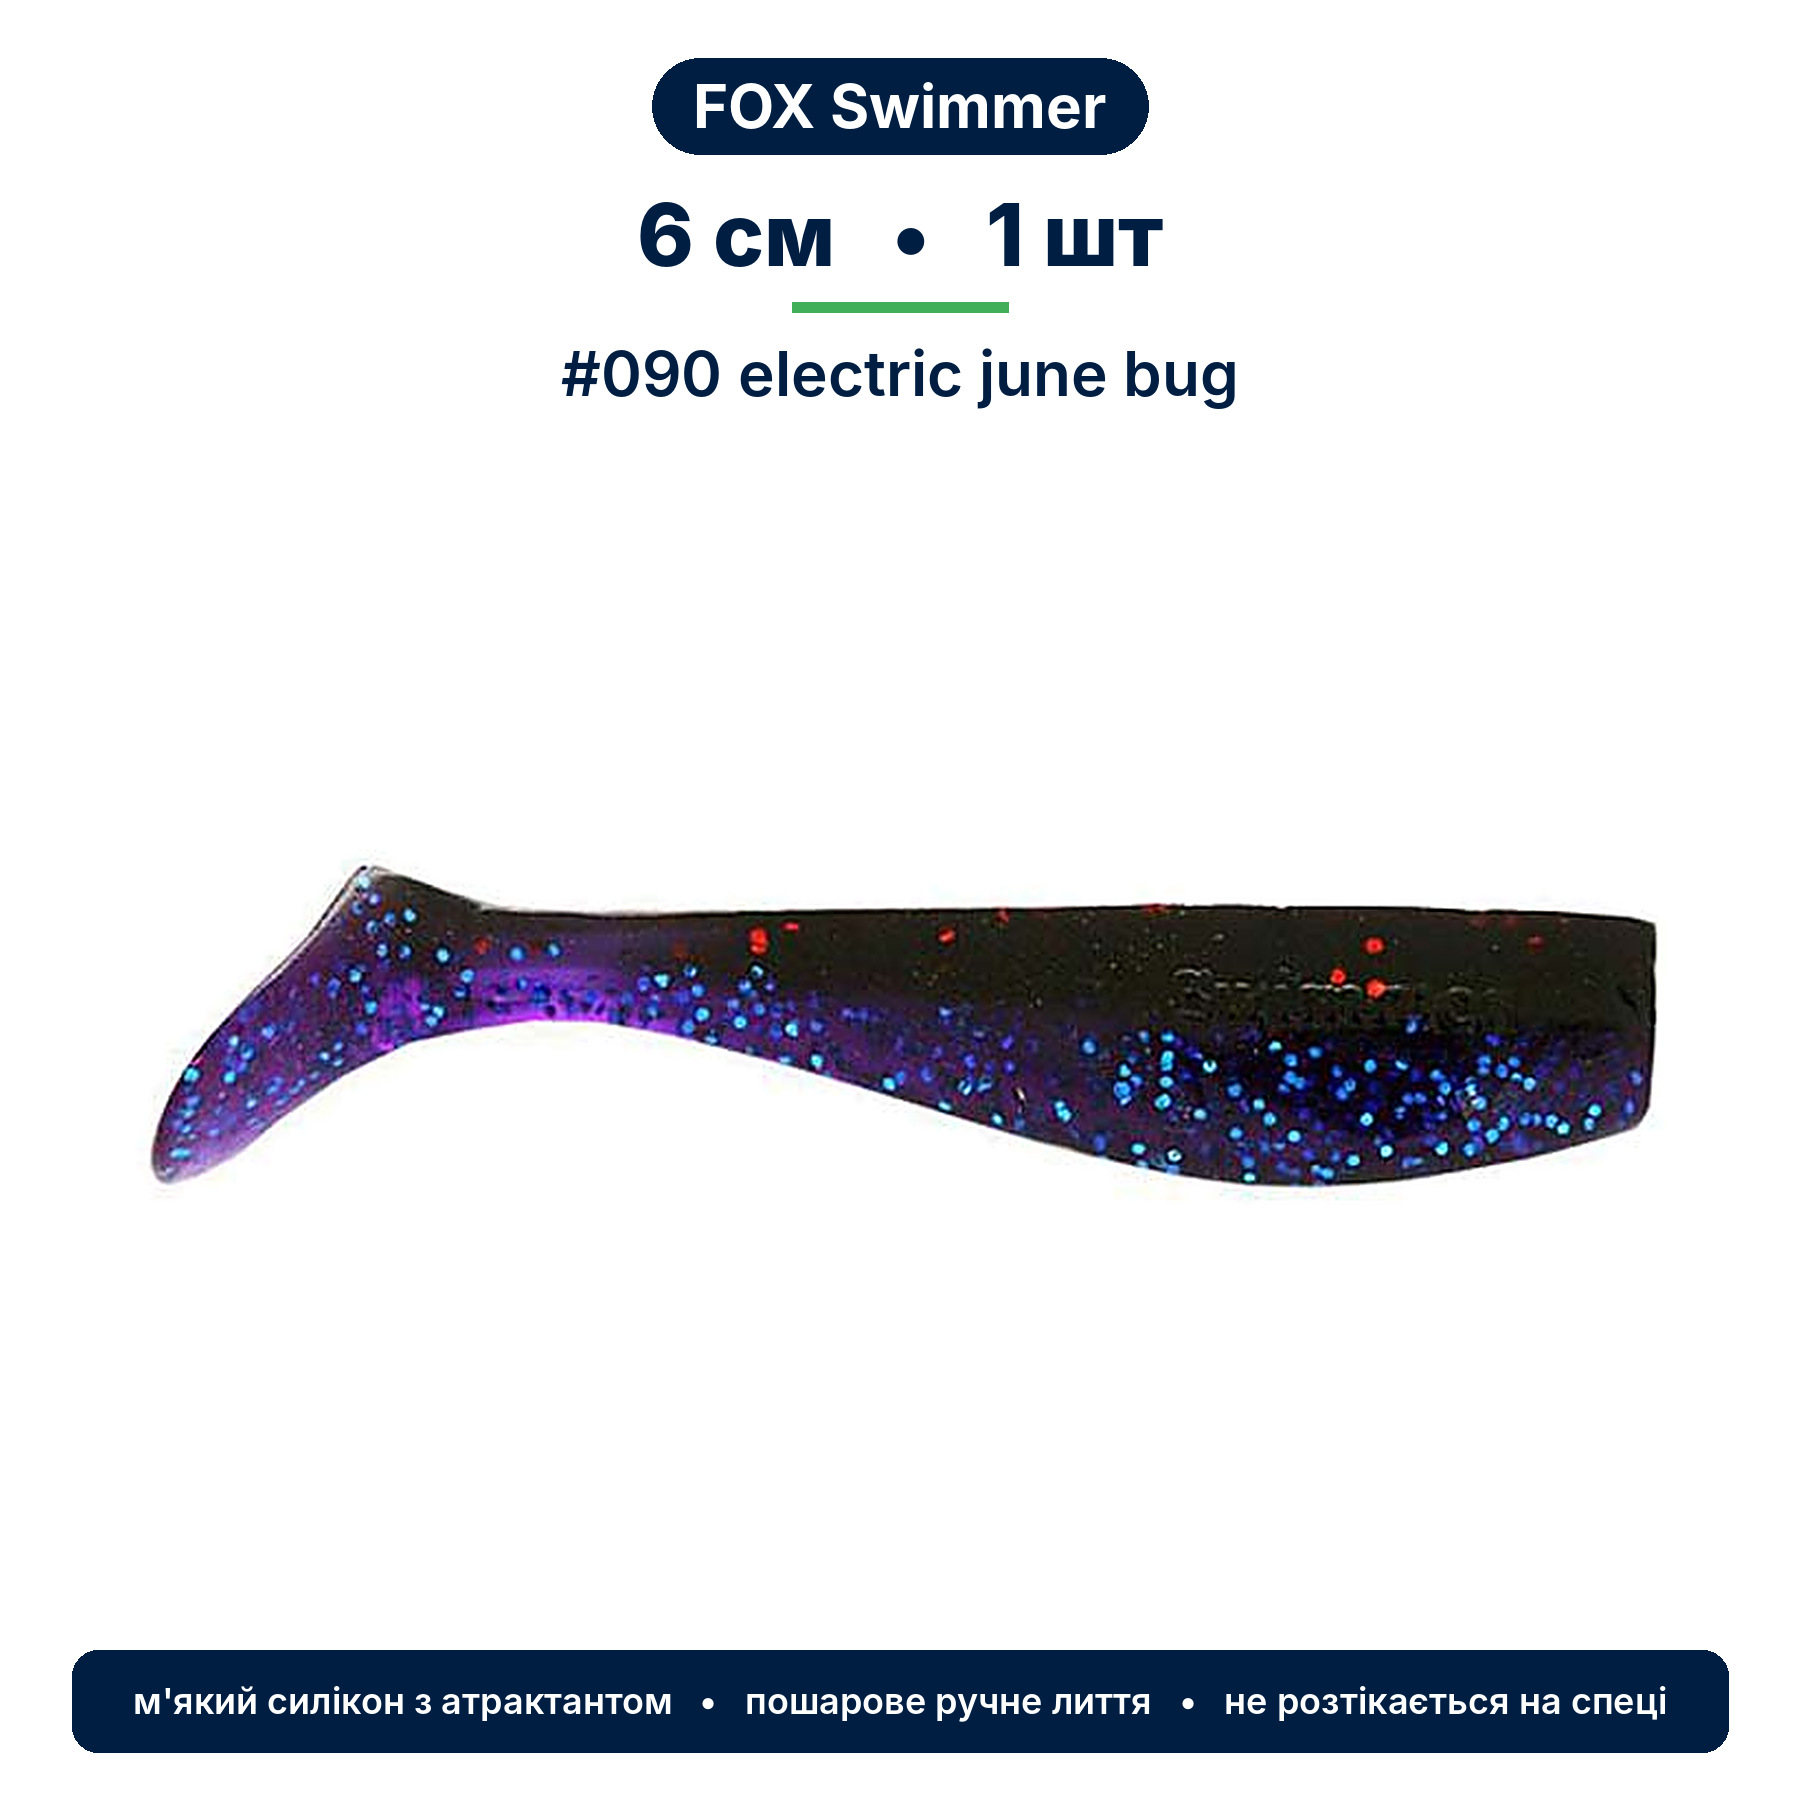 FOX Swimmer
6 см • 1 шт
#090 electric june bug
м'який силікон з атрактантом • пошарове ручне лиття • не розтікається на спеці